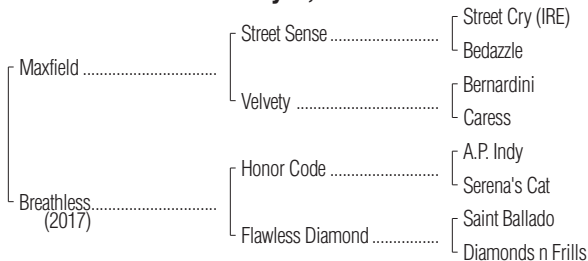 Street Cry (IRE)
Street Sense ........................
Bedazzle
Maxfield .................................
Bernardini
Velvety ................................
Caress
A.P. Indy
Honor Code ........................
Serena's Cat
Breathless................................
(2017)
Saint Ballado
Flawless Diamond ................
Diamonds n Frills